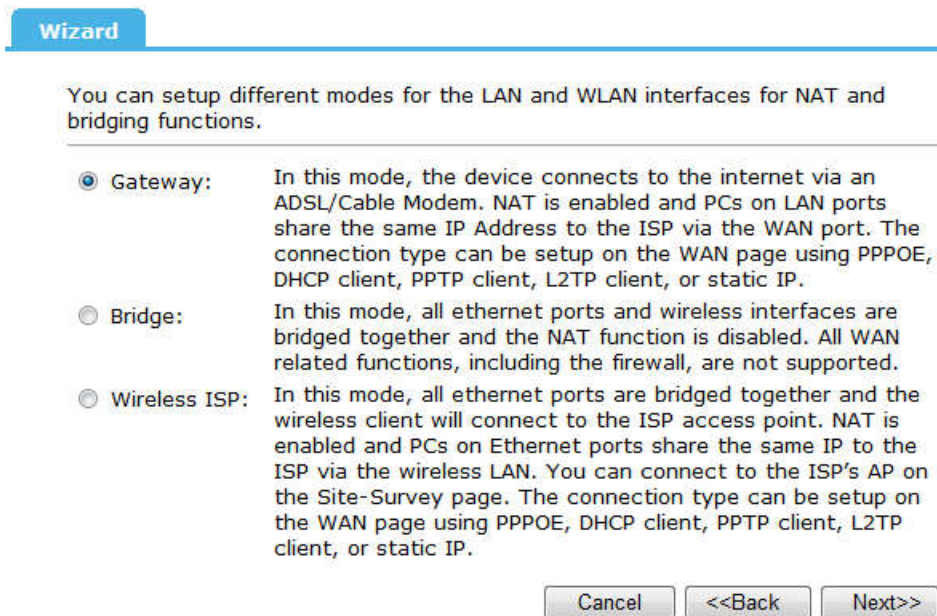 Wizard
You can setup different modes for the LAN and WLAN interfaces for NAT and
bridging functions.
Gateway:
In this mode, the device connects to the internet via an
ADSL/Cable Modem. NAT is enabled and PCs on LAN ports
share the same IP Address to the ISP via the WAN port. The
connection type can be setup on the WAN page using PPPOE,
DHCP client, PPTP client, L2TP client, or static IP.
Bridge:
In this mode, all ethernet ports and wireless interfaces are
bridged together and the NAT function is disabled. All WAN
related functions, including the firewall, are not supported.
Wireless ISP:
In this mode, all ethernet ports are bridged together and the
wireless client will connect to the ISP access point. NAT is
enabled and PCs on Ethernet ports share the same IP to the
ISP via the wireless LAN. You can connect to the ISP's AP on
the Site-Survey page. The connection type can be setup on
the WAN page using PPPOE, DHCP client, PPTP client, L2TP
client, or static IP.
Cancel <<Back Next>>